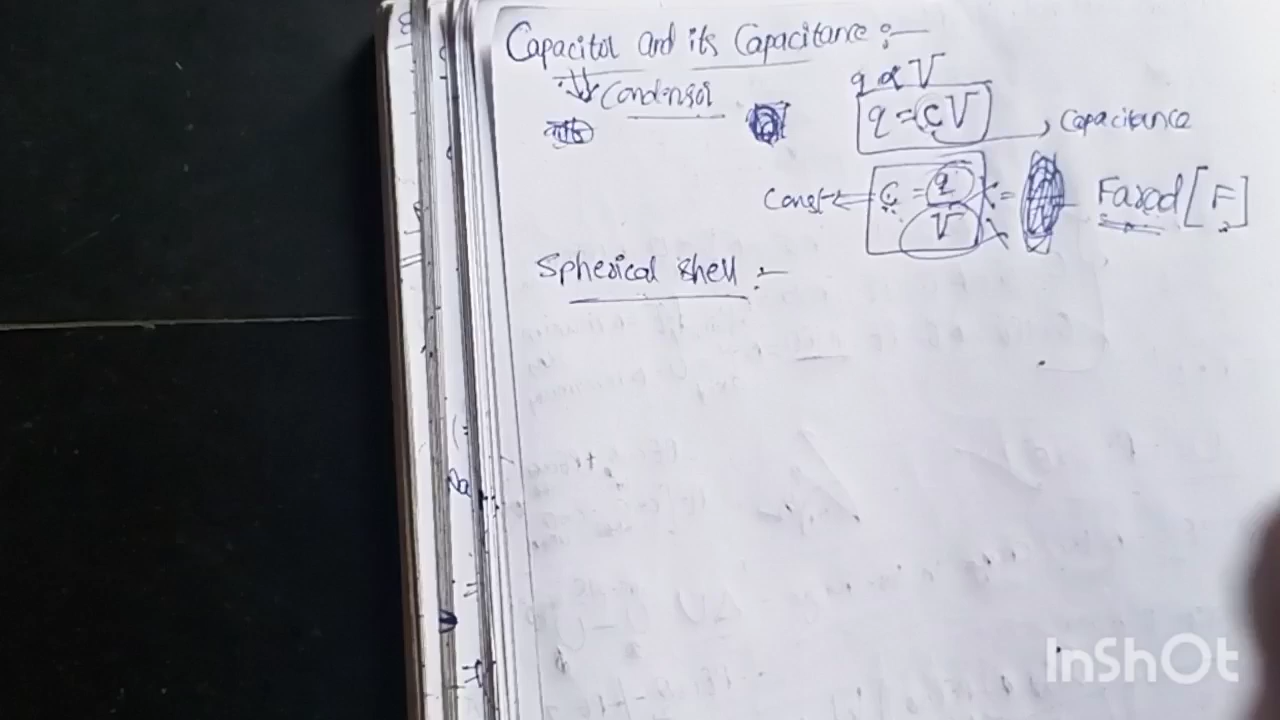 Capacitor and its Capacitance :-
Condensor
q ∝ V
q = CV
Capacitance
Const
C = q/V
=
Farad [F]
Spherical shell :-
InShOt